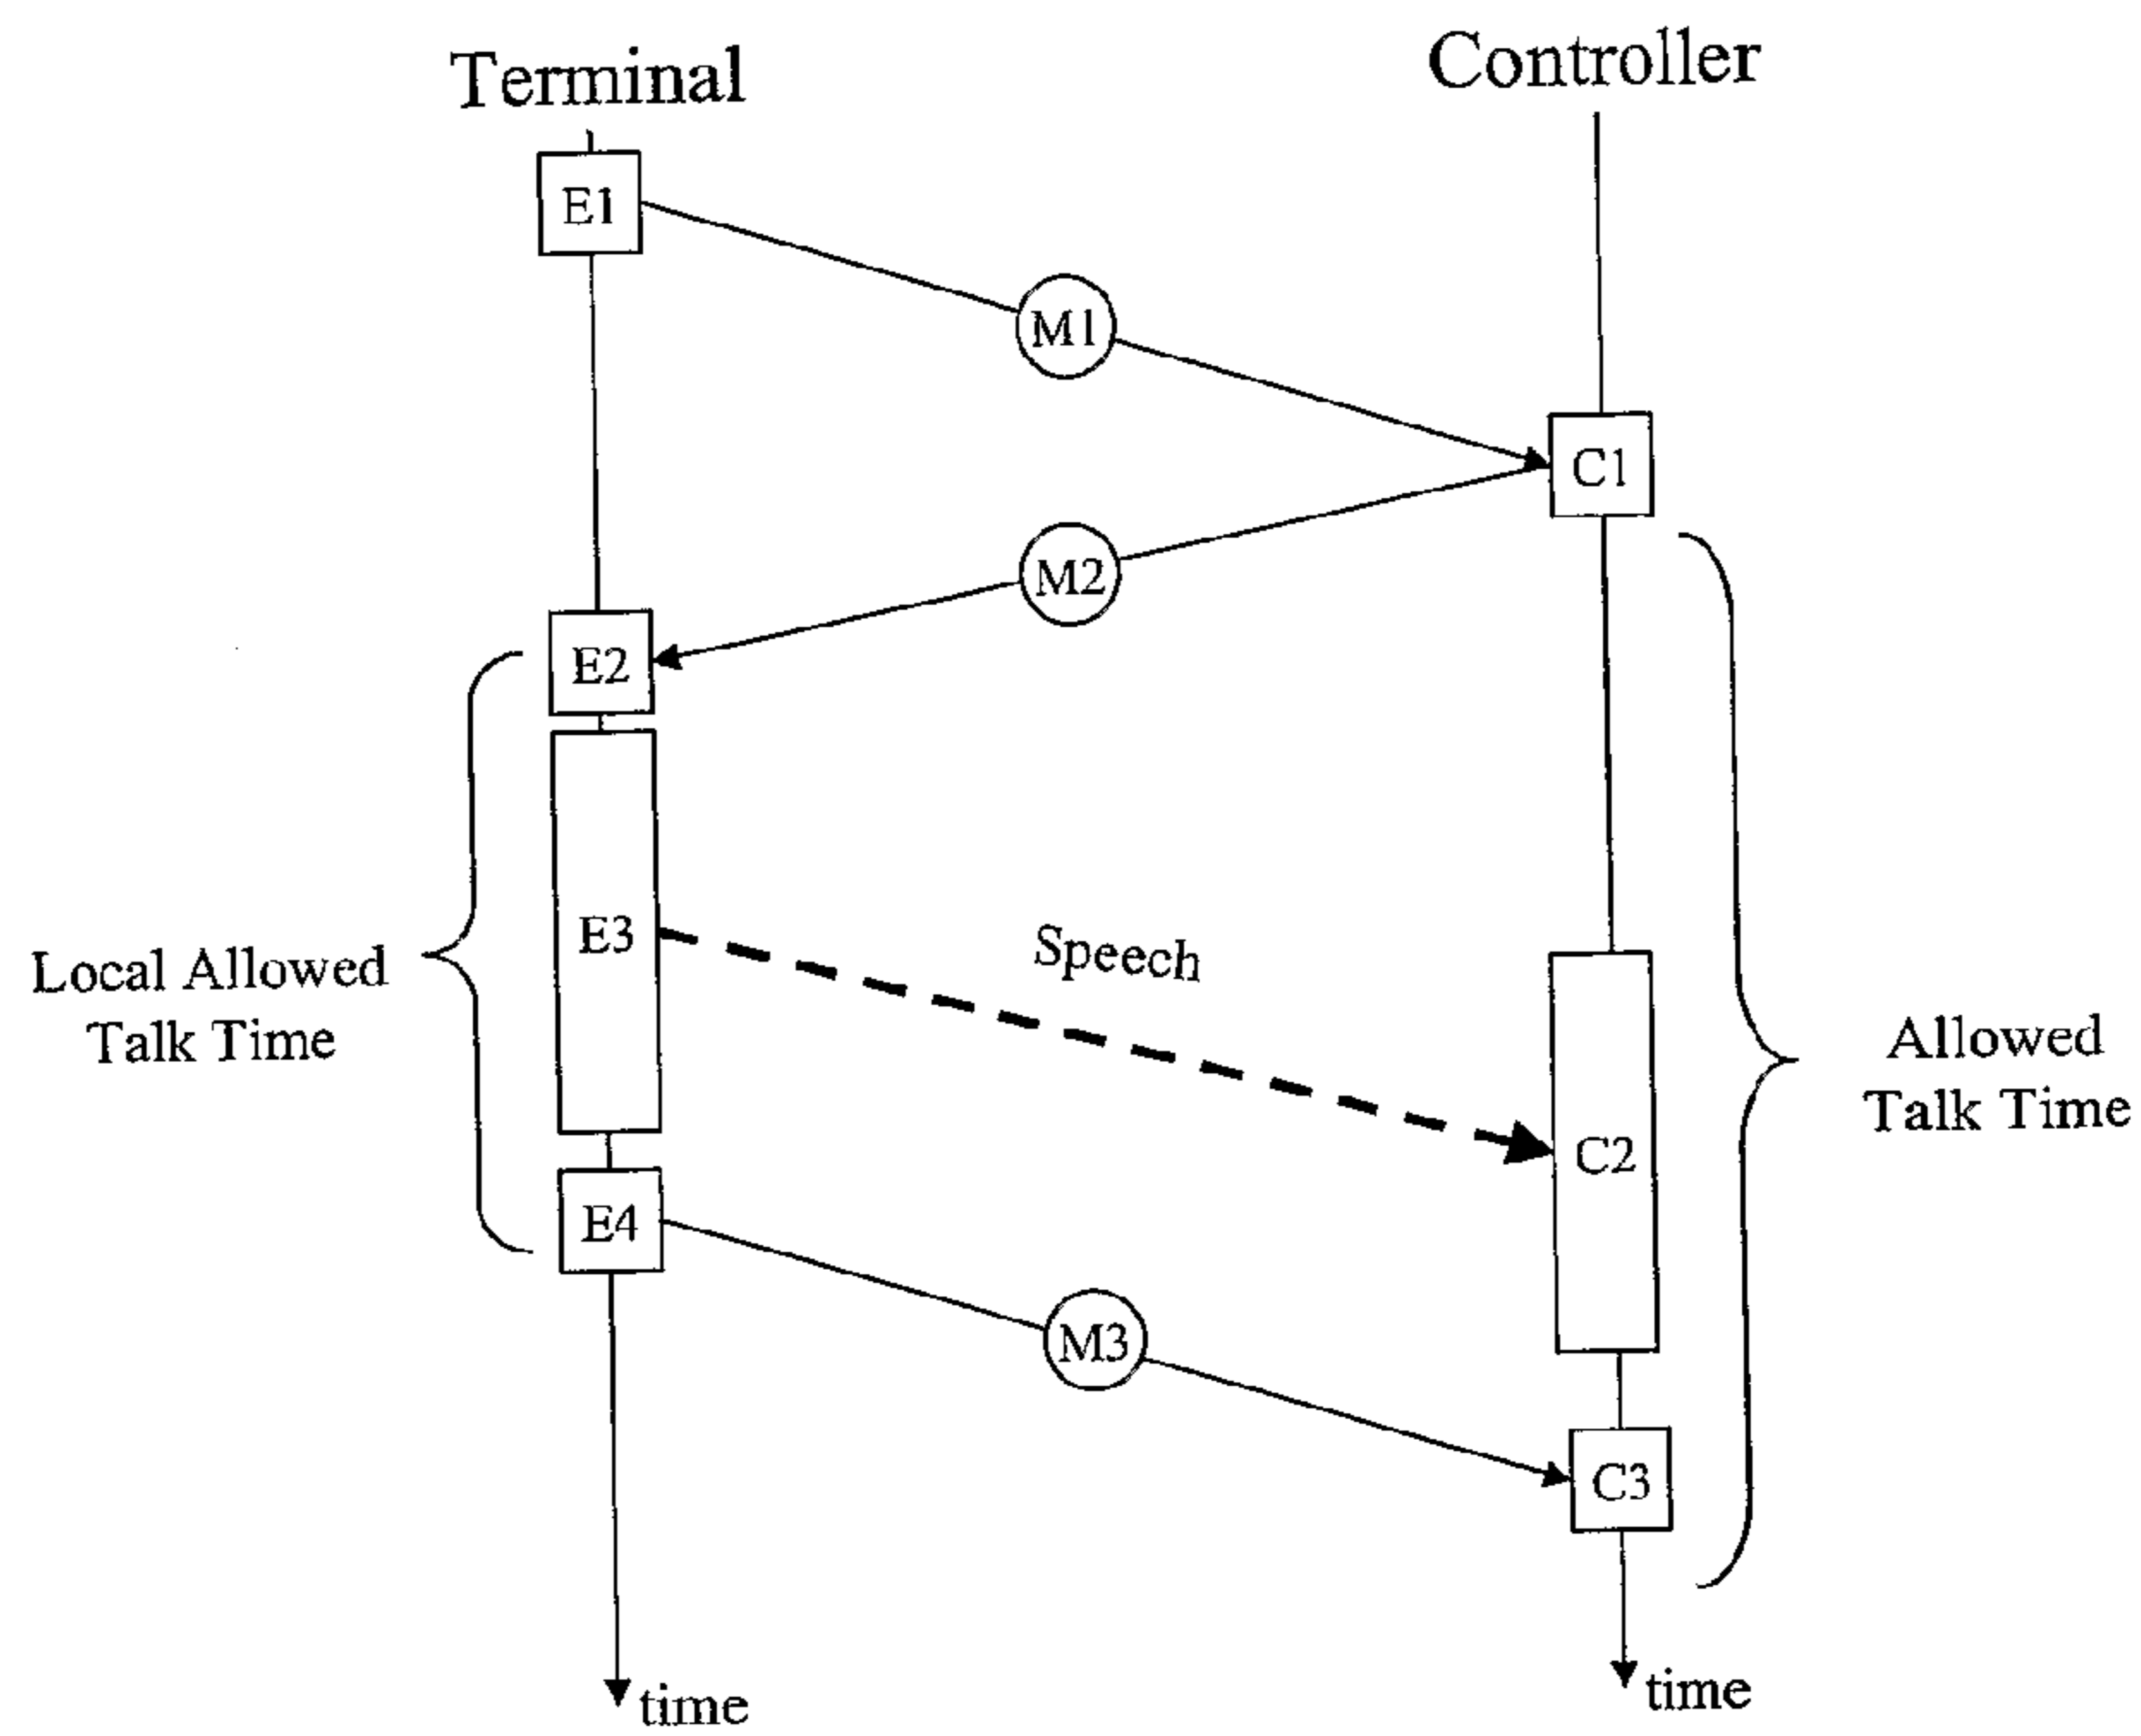 Terminal
Controller
E1
M1
C1
M2
E2
E3
Speech
Local Allowed
Talk Time
Allowed
Talk Time
C2
E4
M3
C3
time
time